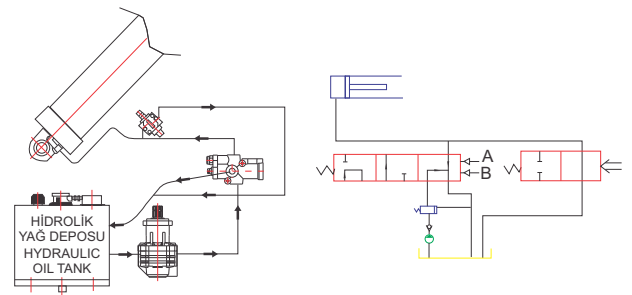 HİDROLİK
YAĞ DEPOSU
HYDRAULIC
OIL TANK
A
B